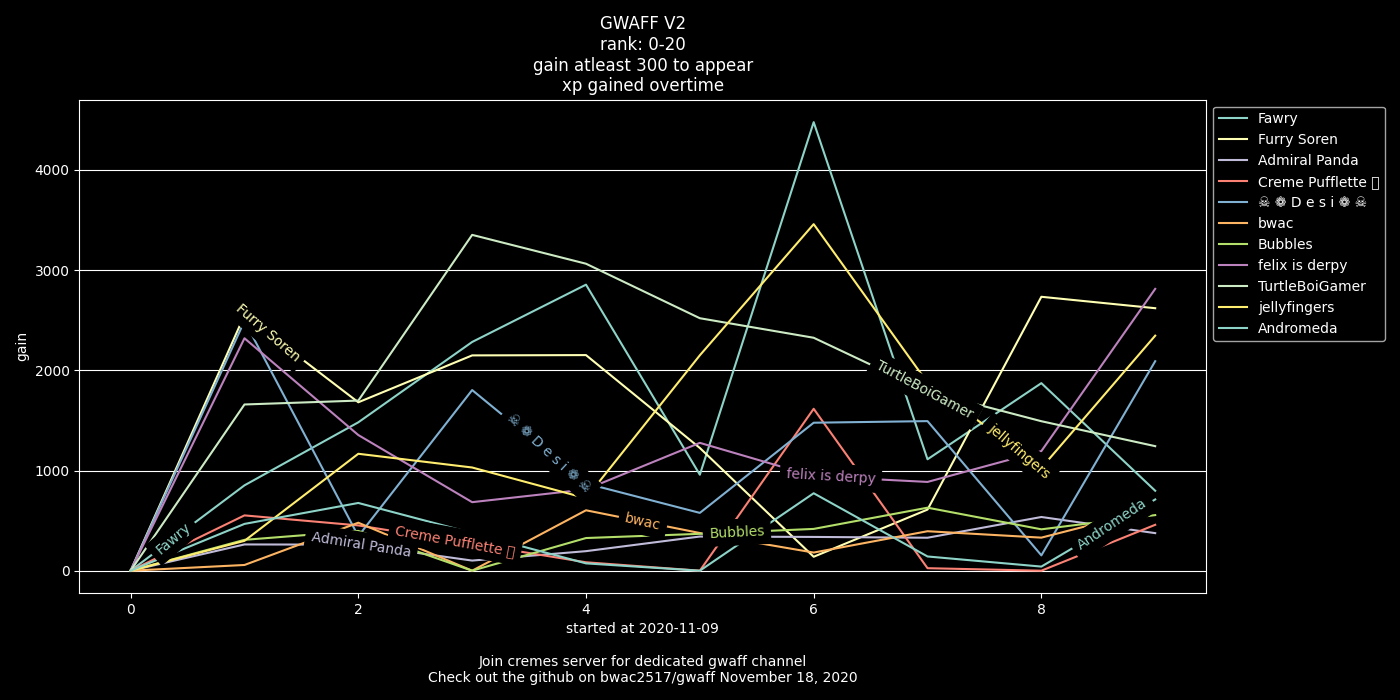 GWAFF V2
rank: 0-20
gain atleast 300 to appear
xp gained overtime
Fawry
Furry Soren
Admiral Panda
Creme Pufflette
☠ ❁ D e s i ❁ ☠
bwac
Bubbles
felix is derpy
TurtleBoiGamer
jellyfingers
Andromeda
gain
4000
3000
2000
1000
0
Furry Soren
TurtleBoiGamer
jellyfingers
☠ ❁ D e s i ❁ ☠
felix is derpy
Fawry
Admiral Panda
Creme Pufflette
bwac
Bubbles
Andromeda
0 2 4 6 8
started at 2020-11-09
Join cremes server for dedicated gwaff channel
Check out the github on bwac2517/gwaff November 18, 2020